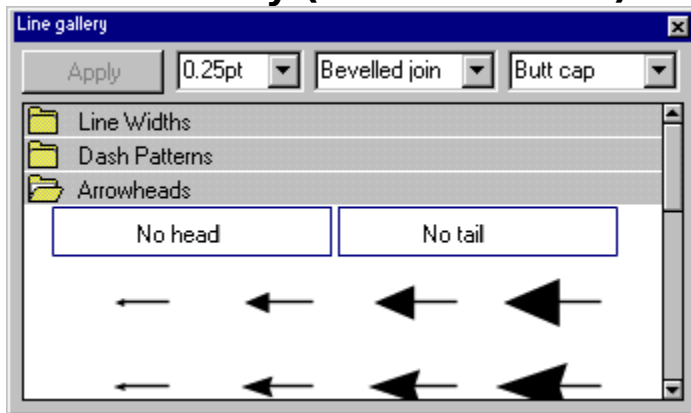 Line gallery
Apply 0.25pt Bevelled join Butt cap
Line Widths
Dash Patterns
Arrowheads
No head No tail